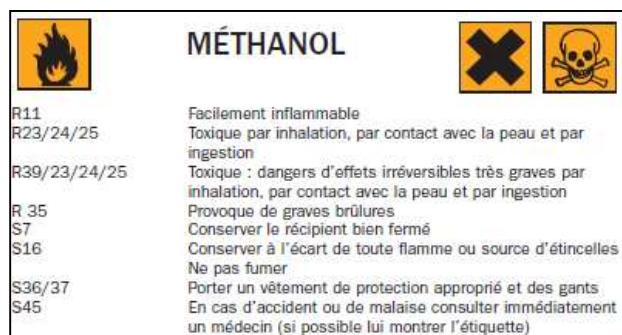 MÉTHANOL
R11 Facilement inflammable
R23/24/25 Toxique par inhalation, par contact avec la peau et par
ingestion
R39/23/24/25 Toxique : dangers d'effets irréversibles très graves par
inhalation, par contact avec la peau et par ingestion
R 35 Provoque de graves brûlures
S7 Conserver le récipient bien fermé
S16 Conserver à l'écart de toute flamme ou source d'étincelles
Ne pas fumer
S36/37 Porter un vêtement de protection approprié et des gants
S45 En cas d'accident ou de malaise consulter immédiatement
un médecin (si possible lui montrer l'étiquette)